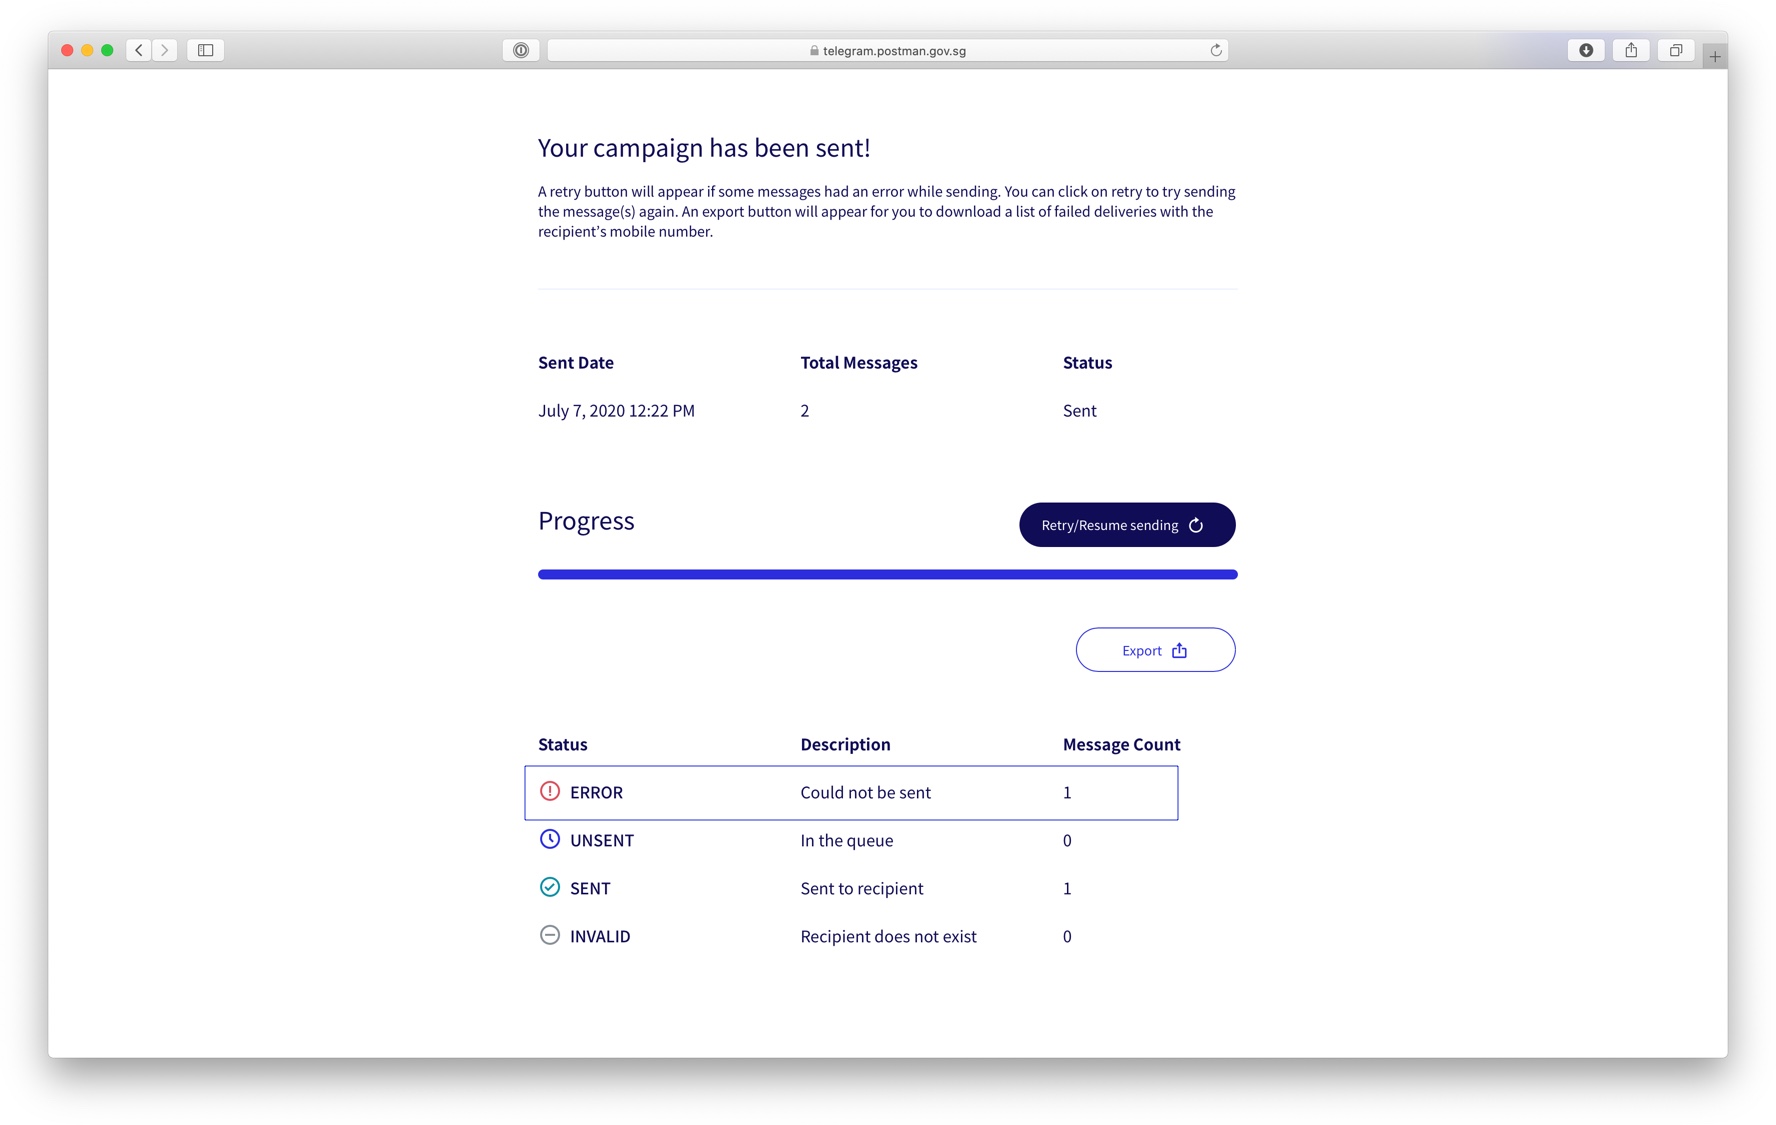 telegram.postman.gov.sg
Your campaign has been sent!
A retry button will appear if some messages had an error while sending. You can click on retry to try sending
the message(s) again. An export button will appear for you to download a list of failed deliveries with the
recipient’s mobile number.
Sent Date Total Messages Status
July 7, 2020 12:22 PM 2 Sent
Progress Retry/Resume sending
Export
Status Description Message Count
ERROR Could not be sent 1
UNSENT In the queue 0
SENT Sent to recipient 1
INVALID Recipient does not exist 0